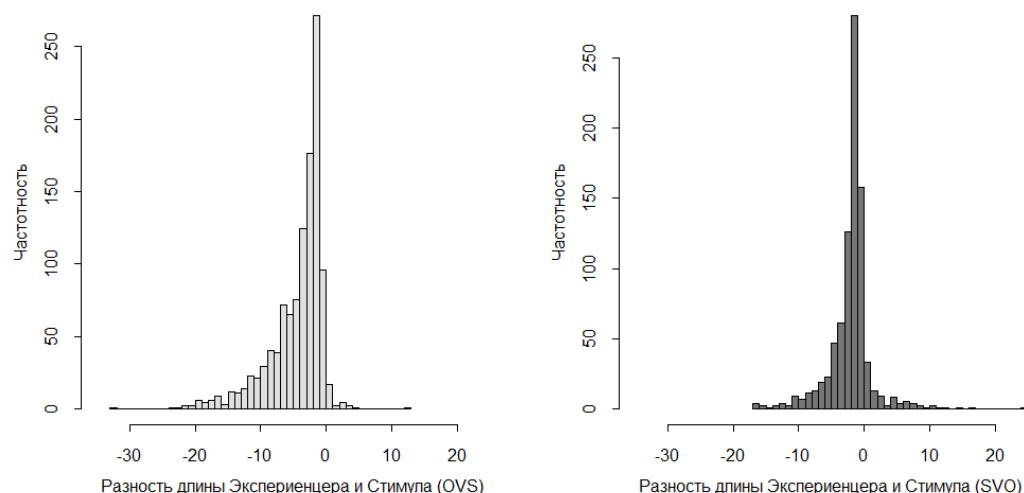 Частотность
0 50 100 150 200 250
-30 -20 -10 0 10 20
Разность длины Экспериенцера и Стимула (OVS)
Частотность
0 50 100 150 200 250
-30 -20 -10 0 10 20
Разность длины Экспериенцера и Стимула (SVO)